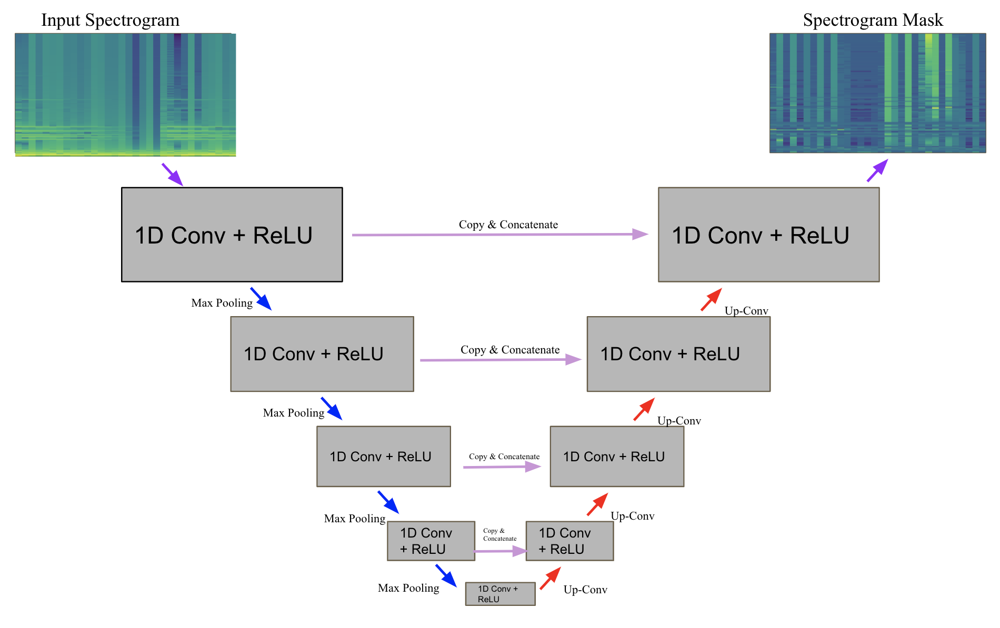 Input Spectrogram
Spectrogram Mask
1D Conv + ReLU
Copy & Concatenate
1D Conv + ReLU
Max Pooling
Up-Conv
1D Conv + ReLU
Copy & Concatenate
1D Conv + ReLU
Max Pooling
Up-Conv
1D Conv + ReLU
Copy & Concatenate
1D Conv + ReLU
Max Pooling
Up-Conv
1D Conv
+ ReLU
Copy &
Concatenate
1D Conv
+ ReLU
Max Pooling
1D Conv +
ReLU
Up-Conv